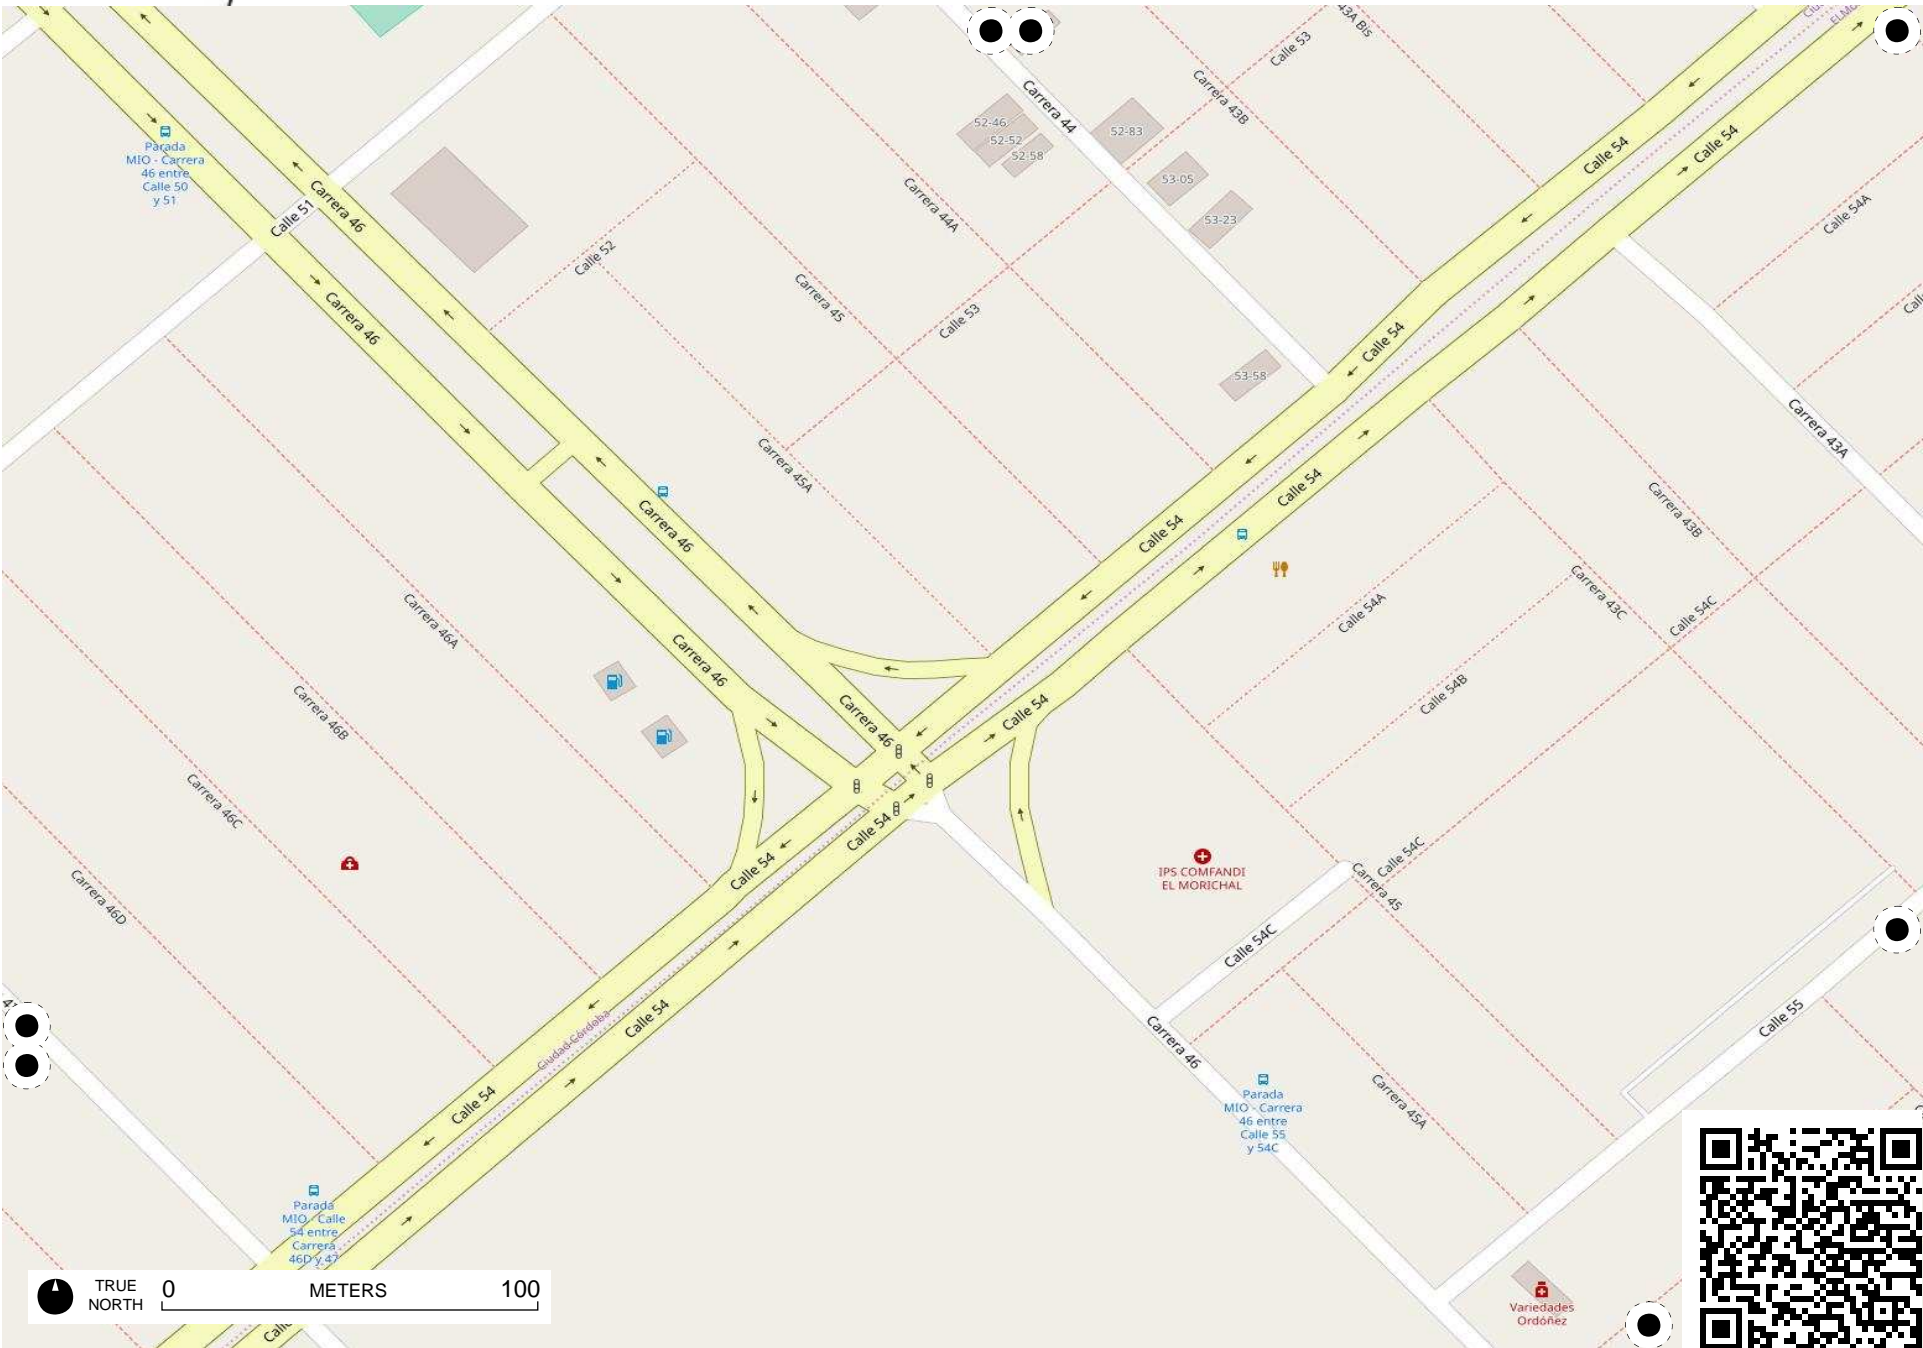 43A Bis
Calle 53
Carrera 44
Carrera 43B
52-46
52-52
52-58
52-83
Calle 54
Calle 54
Parada
MIO - Carrera
46 entre
Calle 50
y 51
Carrera 46
Calle 51
Carrera 44A
53-05
53-23
Calle 54A
Calle 52
Carrera 45
Calle 53
Carrera 46
Calle 54
53-58
Carrera 43A
Carrera 45A
Calle 54
Carrera 43B
Carrera 46
Calle 54
Carrera 46A
Carrera 43C
Calle 54A
Calle 54C
Carrera 46
Calle 54B
Carrera 46B
Carrera 46
Calle 54
Carrera 46C
Calle 54
Calle 54
IPS COMFANDI
EL MORICHAL
Calle 54C
Carrera 45
Carrera 46D
Calle 54C
Calle 54
Ciudad Córdoba
Calle 55
Carrera 46
Calle 54
Parada
MIO - Carrera
46 entre
Calle 55
y 54C
Carrera 45A
Parada
MIO - Calle
54 entre
Carrera
46D y 47
TRUE
NORTH
0
METERS
100
Variedades
Ordóñez